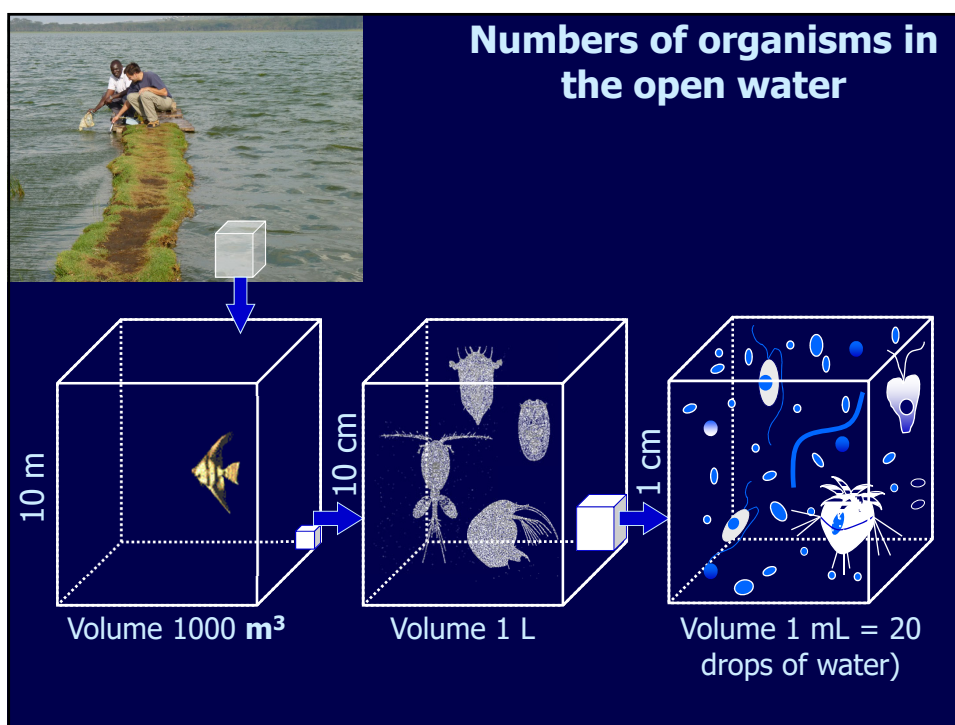 Numbers of organisms in
the open water
10 m
10 cm
1 cm
Volume 1000 m³
Volume 1 L
Volume 1 mL = 20
drops of water)